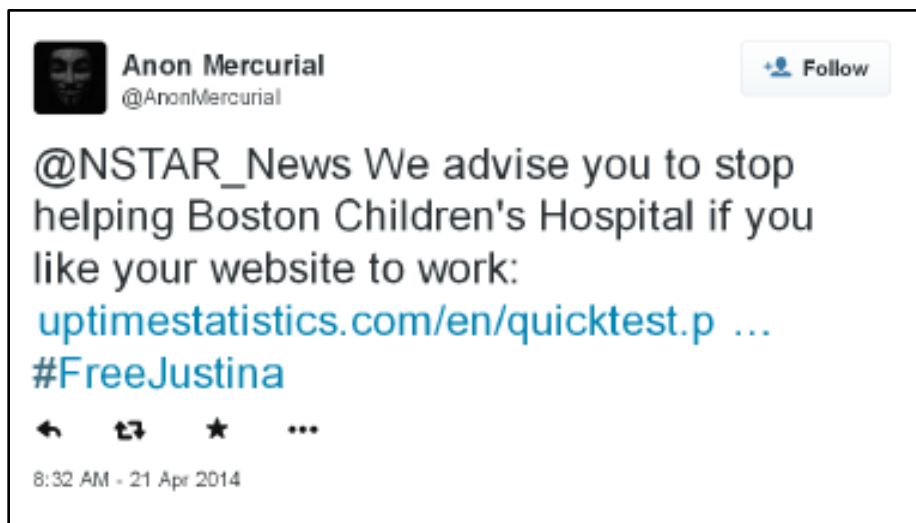 Anon Mercurial
@AnonMercurial
Follow
@NSTAR_News We advise you to stop
helping Boston Children's Hospital if you
like your website to work:
uptimestatistics.com/en/quicktest.p ...
#FreeJustina
8:32 AM - 21 Apr 2014